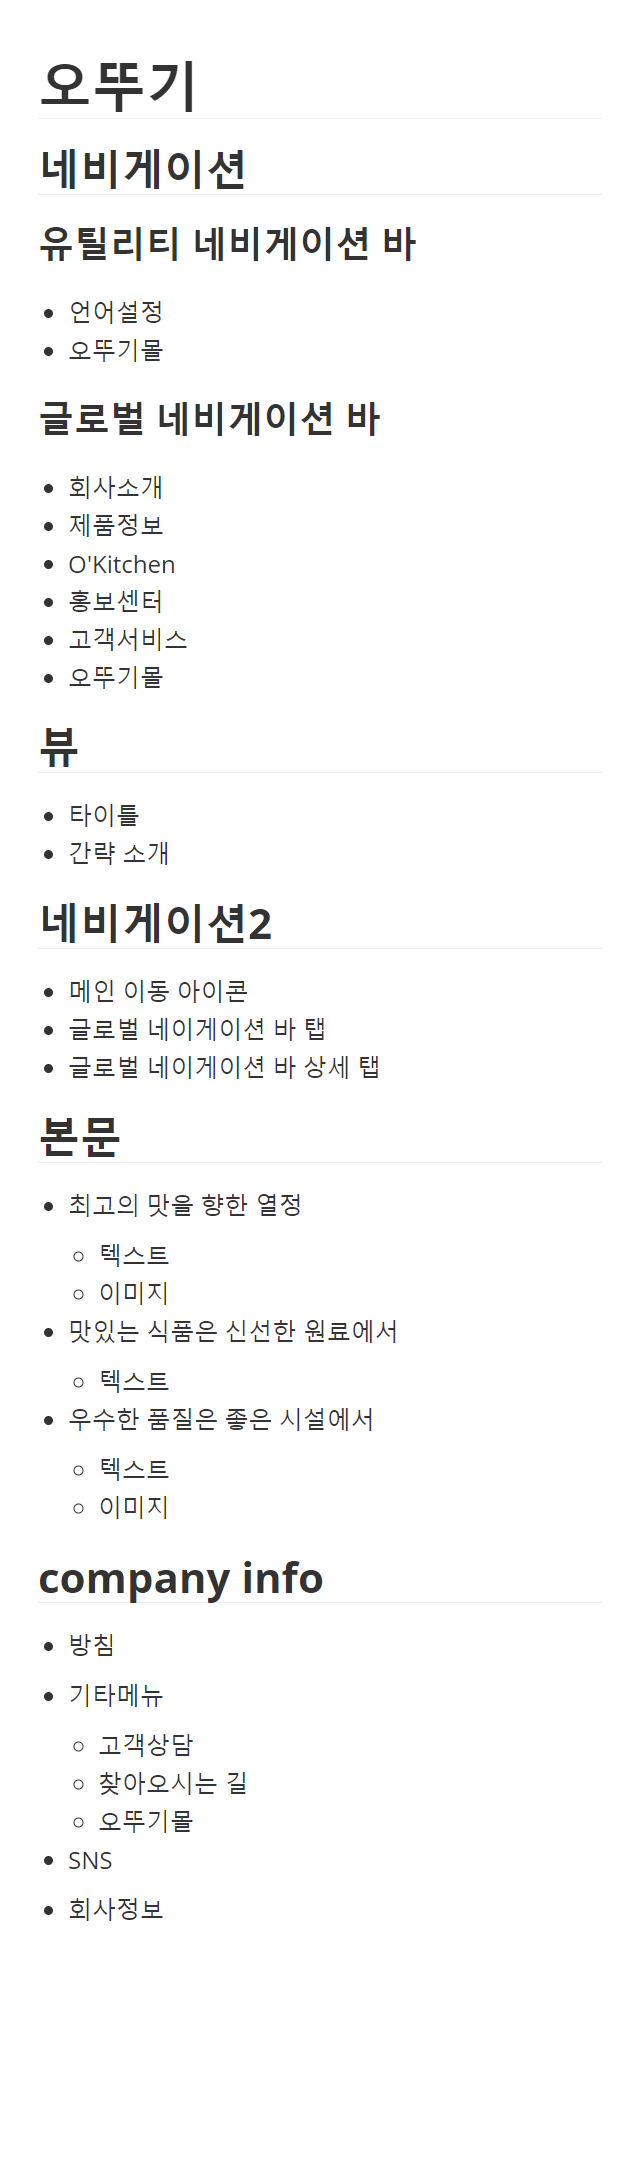 오뚜기
네비게이션
유틸리티 네비게이션 바
언어설정
오뚜기몰
글로벌 네비게이션 바
회사소개
제품정보
O'Kitchen
홍보센터
고객서비스
오뚜기몰
뷰
타이틀
간략 소개
네비게이션2
메인 이동 아이콘
글로벌 네이게이션 바 탭
글로벌 네이게이션 바 상세 탭
본문
최고의 맛을 향한 열정
텍스트
이미지
맛있는 식품은 신선한 원료에서
텍스트
우수한 품질은 좋은 시설에서
텍스트
이미지
company info
방침
기타메뉴
고객상담
찾아오시는 길
오뚜기몰
SNS
회사정보